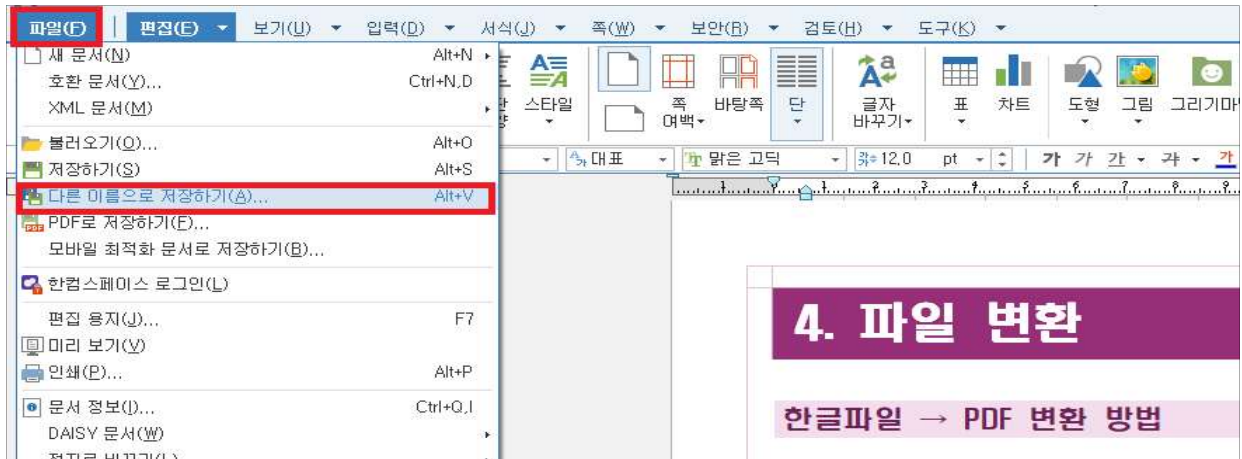 파일(F) 편집(E) 보기(U) 입력(D) 서식(J) 쪽(W) 보안(R) 검토(H) 도구(K)
새 문서(N) Alt+N
호환 문서(Y)... Ctrl+N,D
XML 문서(M)
불러오기(O)... Alt+O
저장하기(S) Alt+S
다른 이름으로 저장하기(A)... Alt+V
PDF로 저장하기(F)...
모바일 최적화 문서로 저장하기(B)...
한컴스페이스 로그인(L)
편집 용지(J)... F7
미리 보기(V)
인쇄(P)... Alt+P
문서 정보(I)... Ctrl+Q,I
DAISY 문서(W)
스타일 쪽 여백 바탕쪽 단 글자 바꾸기 표 차트 도형 그림
대표 맑은 고딕 12,0 pt 가 가 가 가 가
4. 파일 변환
한글파일 → PDF 변환 방법